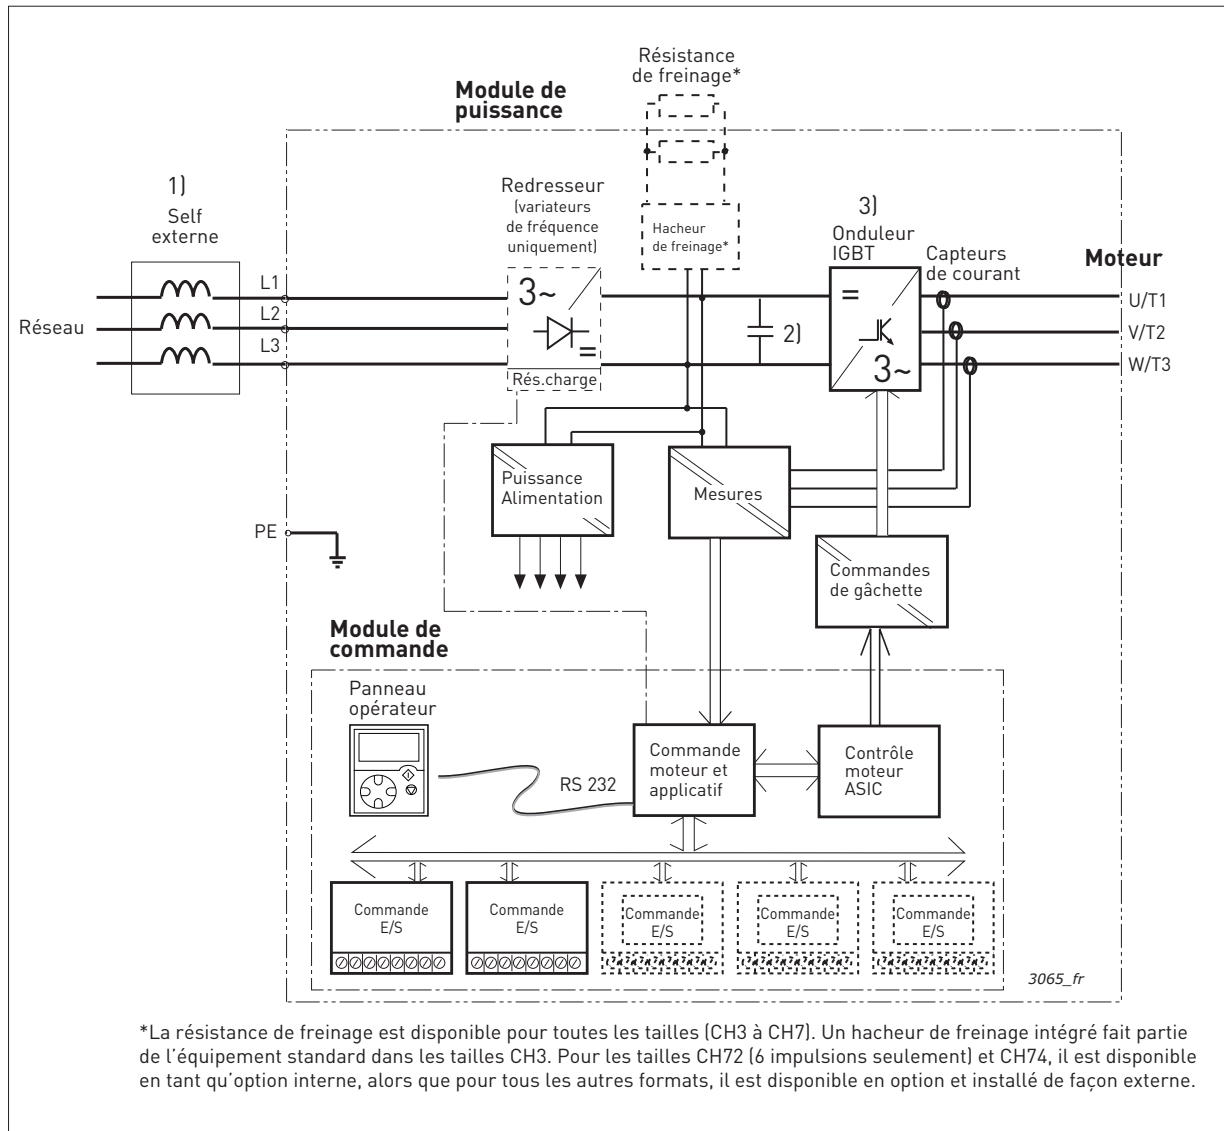 Résistance
de freinage*
Module de
puissance
1)
Self
externe
Redresseur
(variateurs
de fréquence
uniquement)
Hacheur
de freinage*
3)
Onduleur
IGBT
Capteurs
de courant
Moteur
L1
L2
L3
Réseau
3~
=
Rés.charge
2)
=
3~
U/T1
V/T2
W/T3
Puissance
Alimentation
Mesures
PE
Commandes
de gâchette
Module de
commande
Panneau
opérateur
RS 232
Commande
moteur et
applicatif
Contrôle
moteur
ASIC
Commande
E/S
Commande
E/S
Commande
E/S
Commande
E/S
Commande
E/S
3065_fr
*La résistance de freinage est disponible pour toutes les tailles (CH3 à CH7). Un hacheur de freinage intégré fait partie
de l'équipement standard dans les tailles CH3. Pour les tailles CH72 (6 impulsions seulement) et CH74, il est disponible
en tant qu'option interne, alors que pour tous les autres formats, il est disponible en option et installé de façon externe.